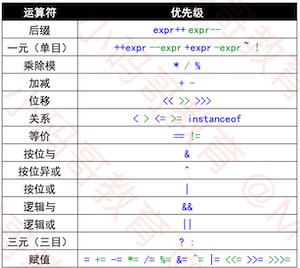 运算符 优先级
后缀 expr++ expr--
一元（单目） ++expr --expr +expr -expr ~ !
乘除模 * / %
加减 + -
位移 << >> >>>
关系 < > <= >= instanceof
等价 == !=
按位与 &
按位异或 ^
按位或 |
逻辑与 &&
逻辑或 ||
三元（三目） ? :
赋值 = += -= *= /= %= &= ^= |= <<= >>= >>>=